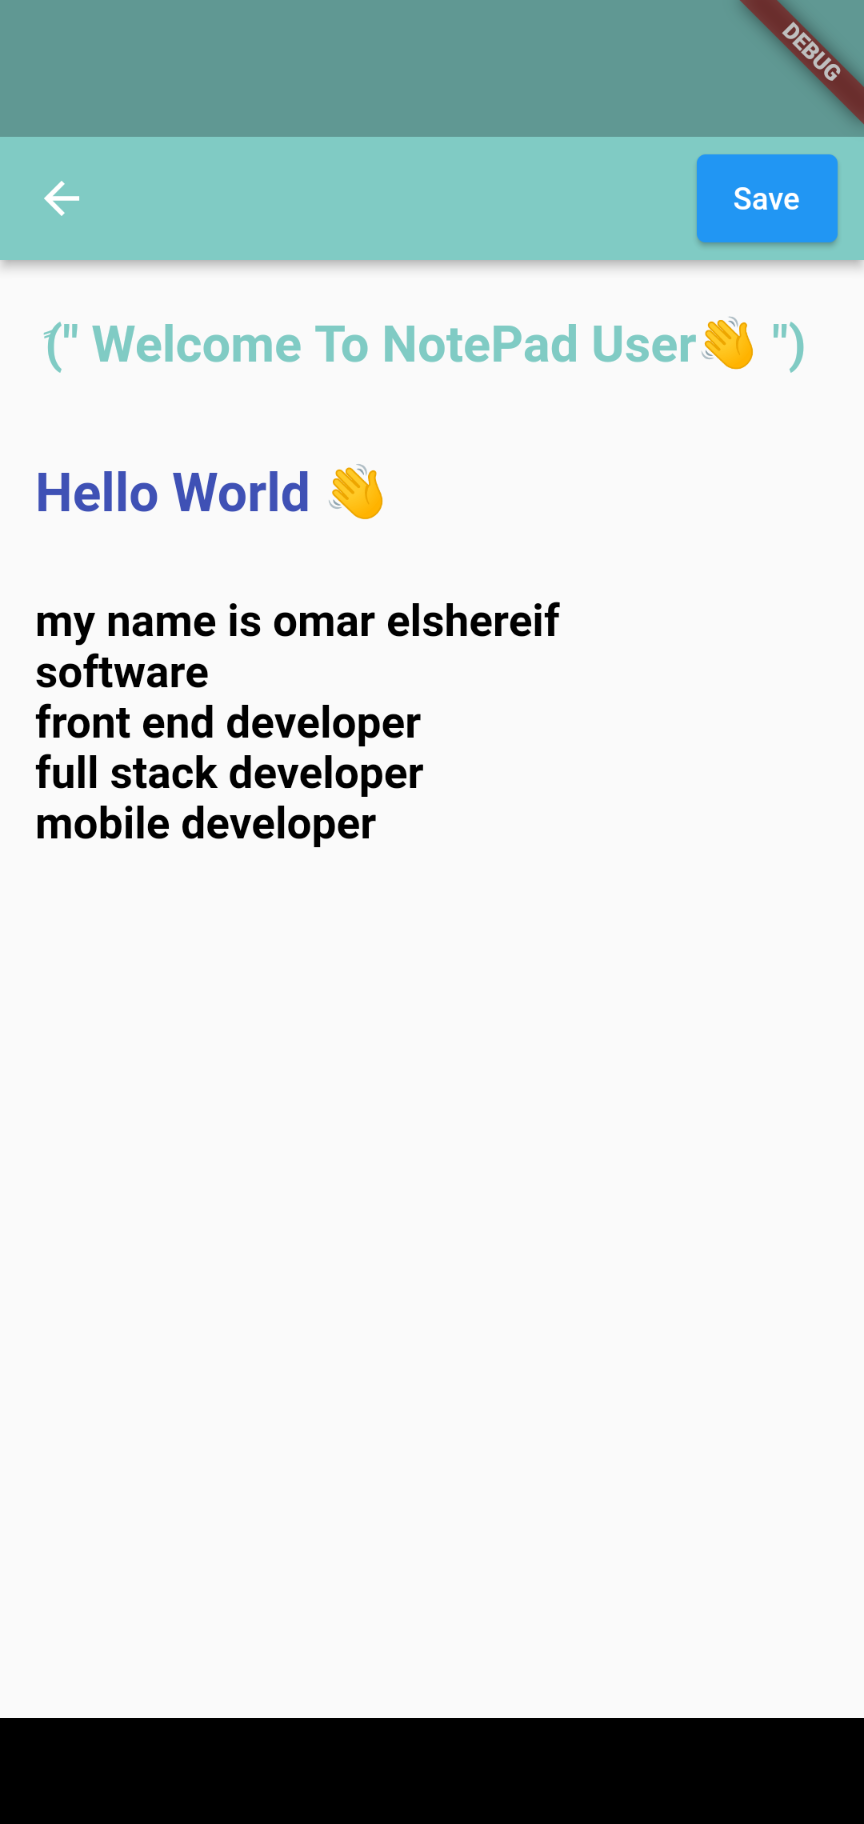 DEBUG
Save
(" Welcome To NotePad User👋 ")
Hello World 👋
my name is omar elshereif
software
front end developer
full stack developer
mobile developer